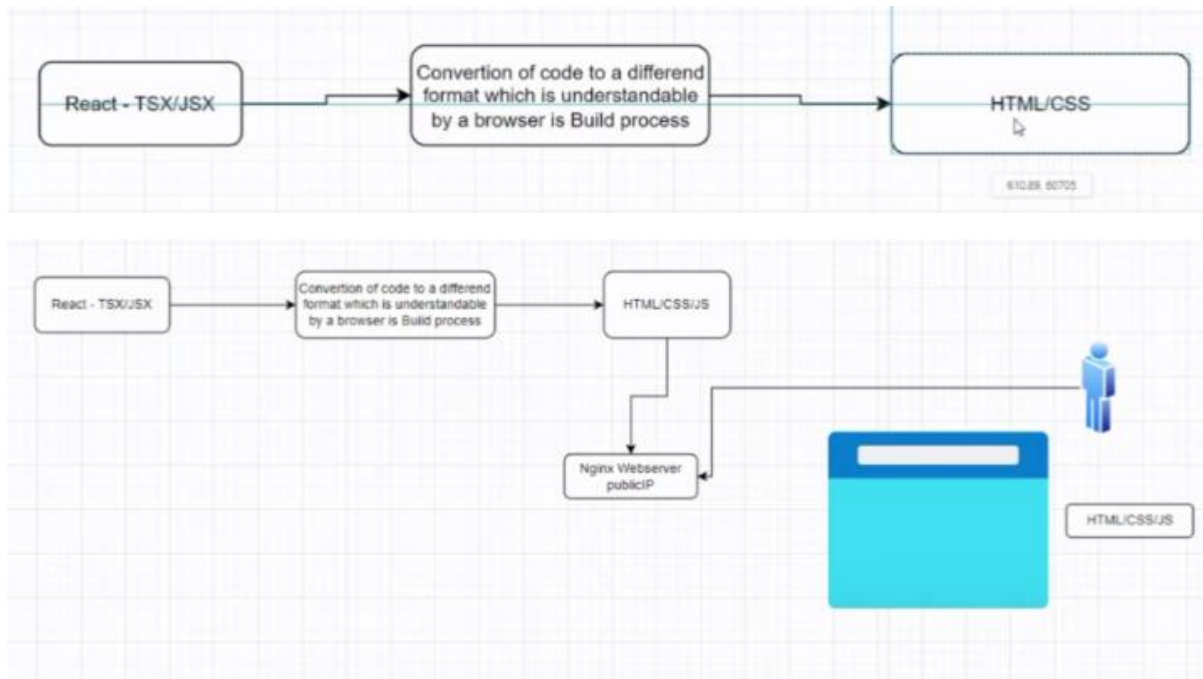 React - TSX/JSX
Convertion of code to a differend
format which is understandable
by a browser is Build process
HTML/CSS
React - TSX/JSX
Convertion of code to a differend
format which is understandable
by a browser is Build process
HTML/CSS/JS
Nginx Webserver
publicIP
HTML/CSS/JS